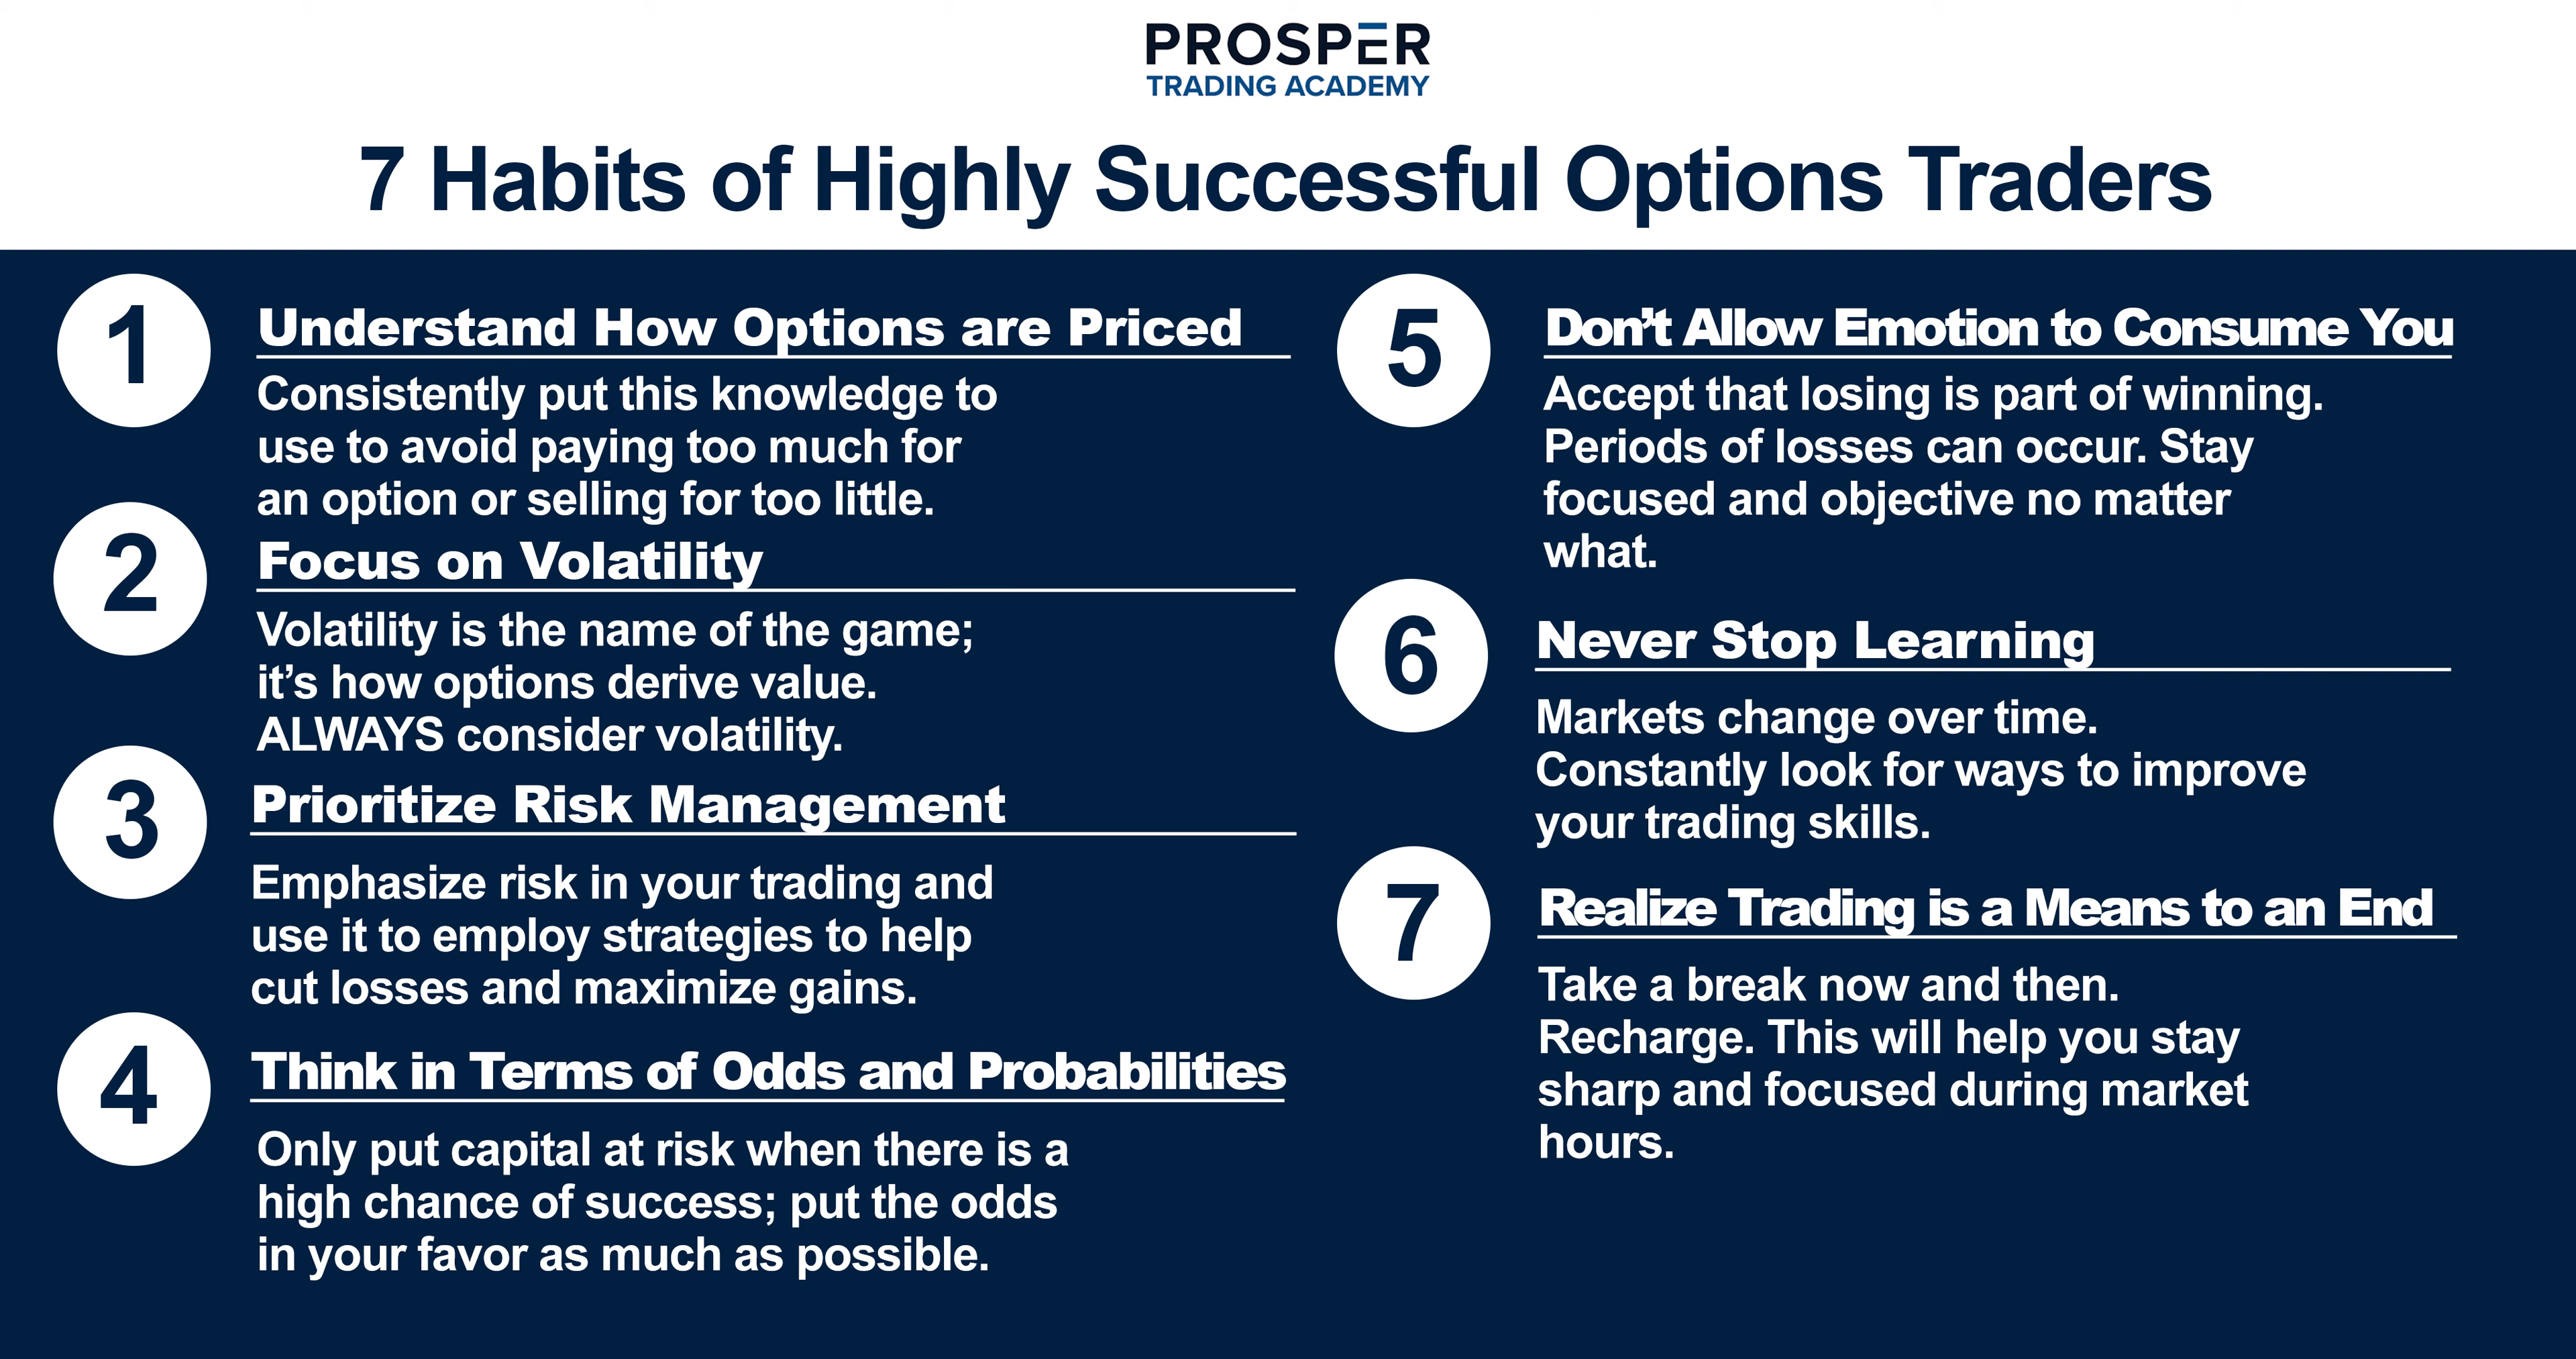 PROSPER
TRADING ACADEMY
7 Habits of Highly Successful Options Traders
1
Understand How Options are Priced
Consistently put this knowledge to
use to avoid paying too much for
an option or selling for too little.
2
Focus on Volatility
Volatility is the name of the game;
it’s how options derive value.
ALWAYS consider volatility.
3
Prioritize Risk Management
Emphasize risk in your trading and
use it to employ strategies to help
cut losses and maximize gains.
4
Think in Terms of Odds and Probabilities
Only put capital at risk when there is a
high chance of success; put the odds
in your favor as much as possible.
5
Don’t Allow Emotion to Consume You
Accept that losing is part of winning.
Periods of losses can occur. Stay
focused and objective no matter
what.
6
Never Stop Learning
Markets change over time.
Constantly look for ways to improve
your trading skills.
7
Realize Trading is a Means to an End
Take a break now and then.
Recharge. This will help you stay
sharp and focused during market
hours.